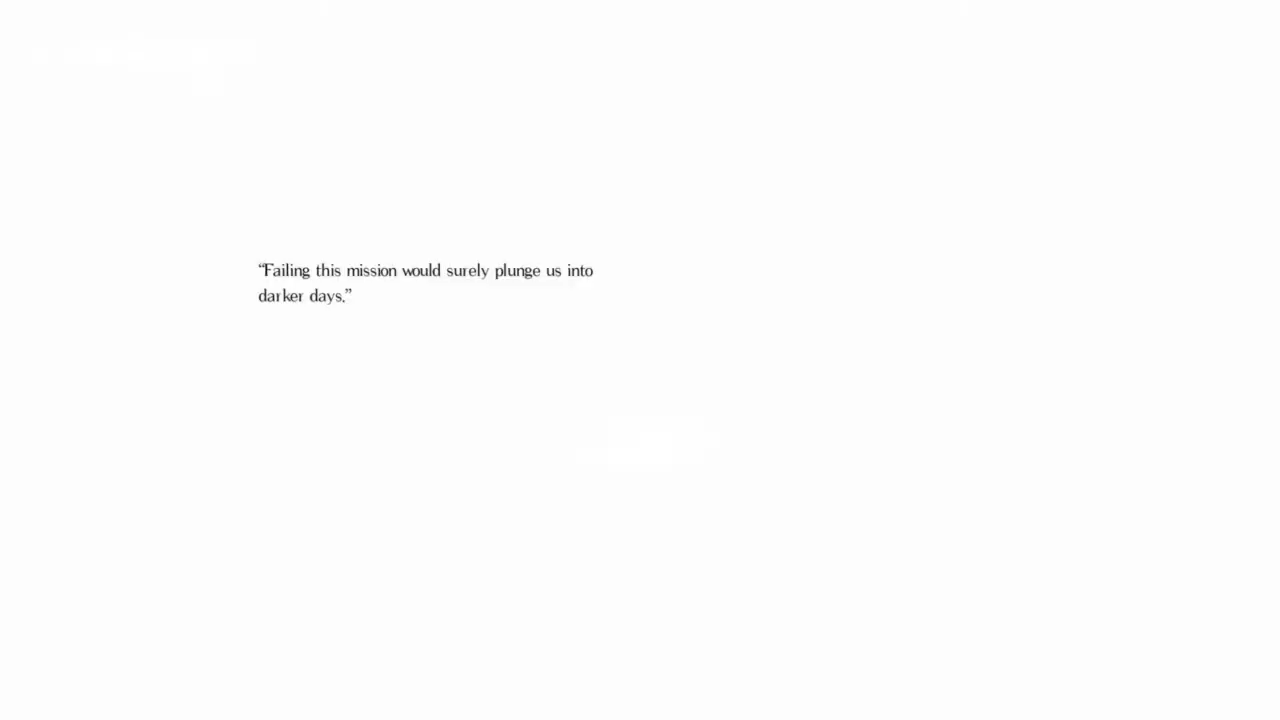 “Failing this mission would surely plunge us into
darker days.”